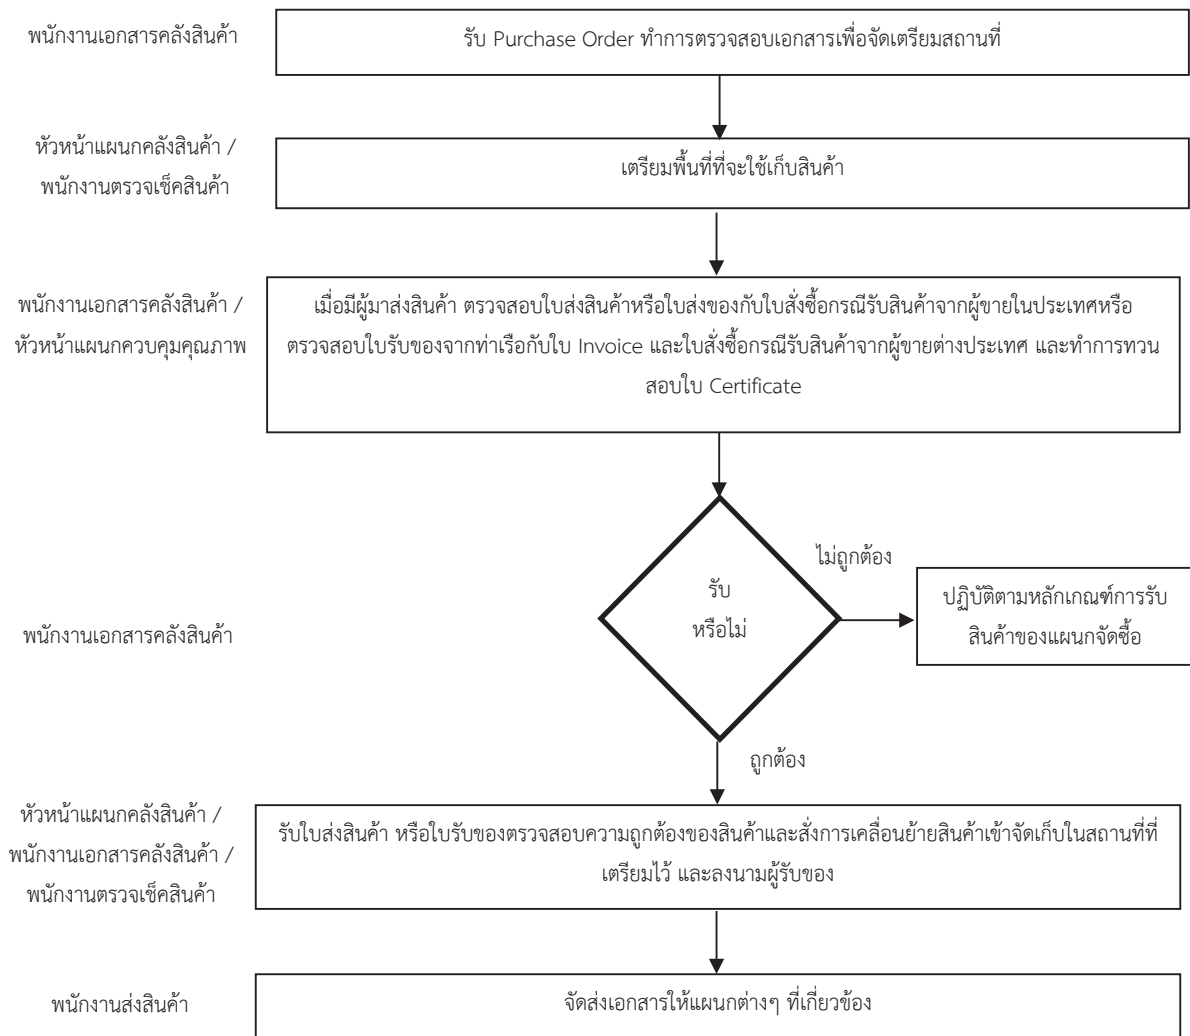 พนักงานเอกสารคลังสินค้า
รับ Purchase Order ทำการตรวจสอบเอกสารเพื่อจัดเตรียมสถานที่
หัวหน้าแผนกคลังสินค้า /
พนักงานตรวจเช็คสินค้า
เตรียมพื้นที่ที่จะใช้เก็บสินค้า
พนักงานเอกสารคลังสินค้า /
หัวหน้าแผนกควบคุมคุณภาพ
เมื่อมีผู้มาส่งสินค้า ตรวจสอบใบส่งสินค้าหรือใบส่งของกับใบสั่งซื้อกรณีรับสินค้าจากผู้ขายในประเทศหรือ
ตรวจสอบใบรับของจากท่าเรือกับใบ Invoice และใบสั่งซื้อกรณีรับสินค้าจากผู้ขายต่างประเทศ และทำการทวน
สอบใบ Certificate
พนักงานเอกสารคลังสินค้า
รับ
หรือไม่
ไม่ถูกต้อง
ปฏิบัติตามหลักเกณฑ์การรับ
สินค้าของแผนกจัดซื้อ
ถูกต้อง
หัวหน้าแผนกคลังสินค้า /
พนักงานเอกสารคลังสินค้า /
พนักงานตรวจเช็คสินค้า
รับใบส่งสินค้า หรือใบรับของตรวจสอบความถูกต้องของสินค้าและสั่งการเคลื่อนย้ายสินค้าเข้าจัดเก็บในสถานที่ที่
เตรียมไว้ และลงนามผู้รับของ
พนักงานส่งสินค้า
จัดส่งเอกสารให้แผนกต่างๆ ที่เกี่ยวข้อง